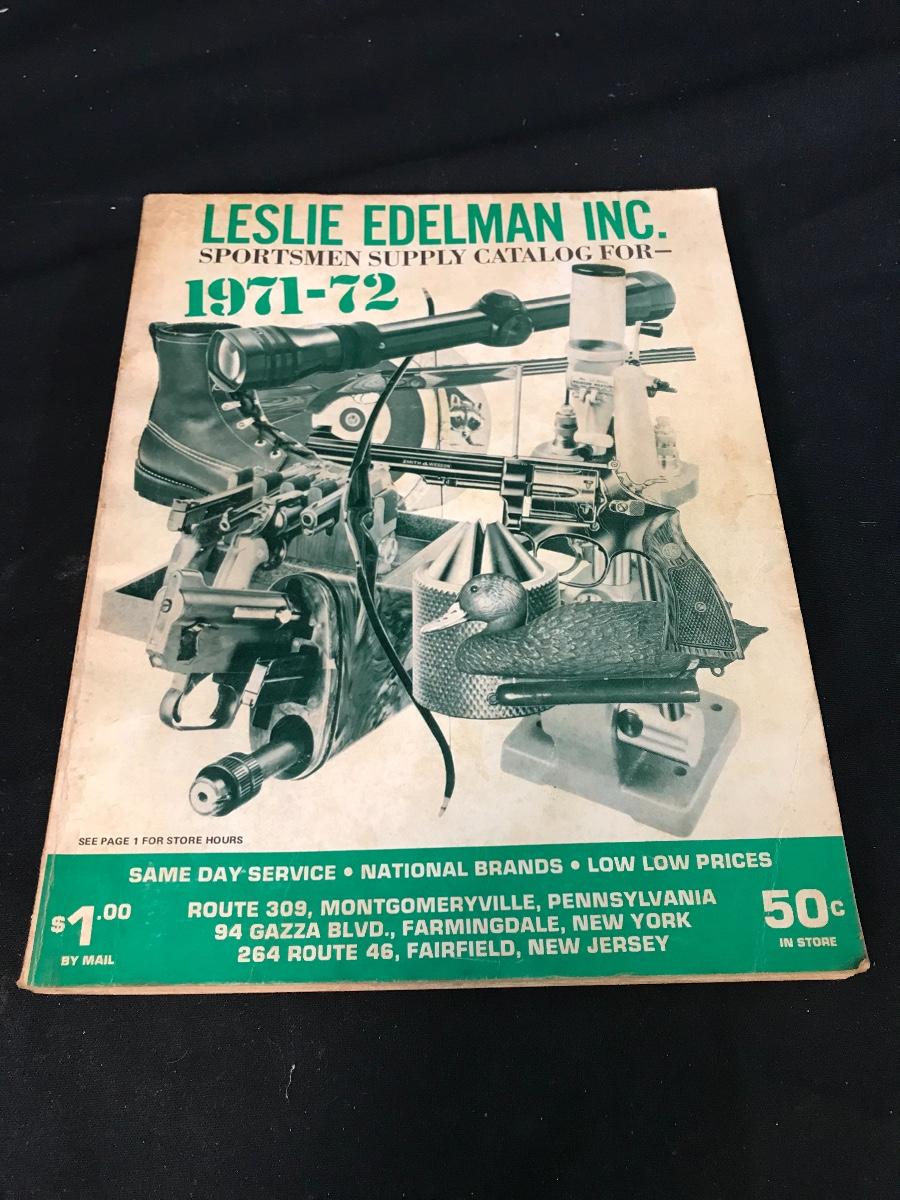 LESLIE EDELMAN INC.
SPORTSMEN SUPPLY CATALOG FOR—
1971-72
SMITH & WESSON
SEE PAGE 1 FOR STORE HOURS
SAME DAY SERVICE • NATIONAL BRANDS • LOW LOW PRICES
$1.00
BY MAIL
ROUTE 309, MONTGOMERYVILLE, PENNSYLVANIA
94 GAZZA BLVD., FARMINGDALE, NEW YORK
264 ROUTE 46, FAIRFIELD, NEW JERSEY
50c
IN STORE